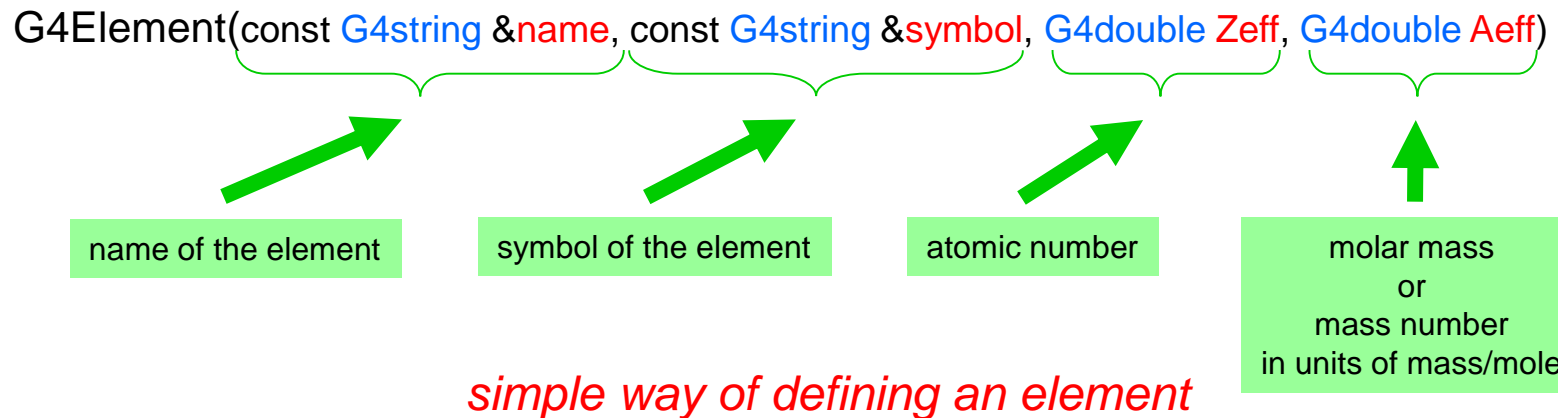 G4Element(const G4string &name, const G4string &symbol, G4double Zeff, G4double Aeff)
name of the element
symbol of the element
atomic number
molar mass
or
mass number
in units of mass/mole
simple way of defining an element